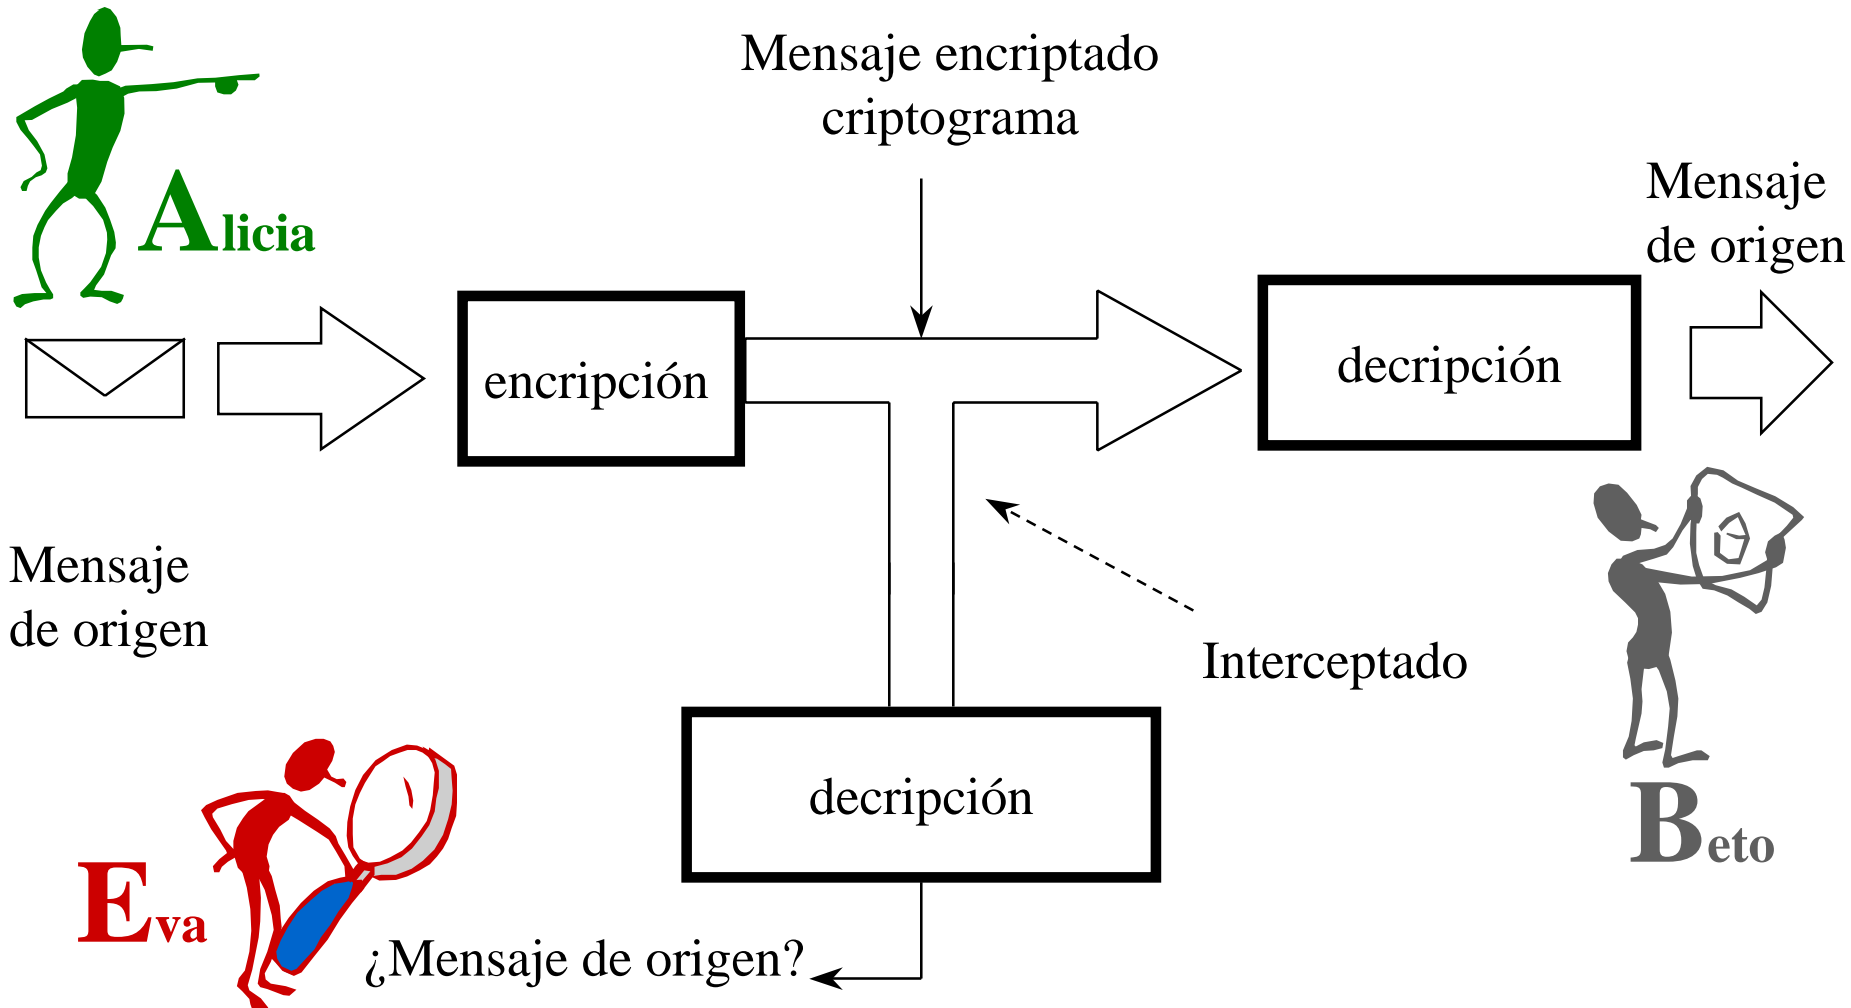 Mensaje encriptado
criptograma
Alicia
Mensaje
de origen
encripción
decripción
Mensaje
de origen
Interceptado
decripción
Beto
Eva
¿Mensaje de origen?